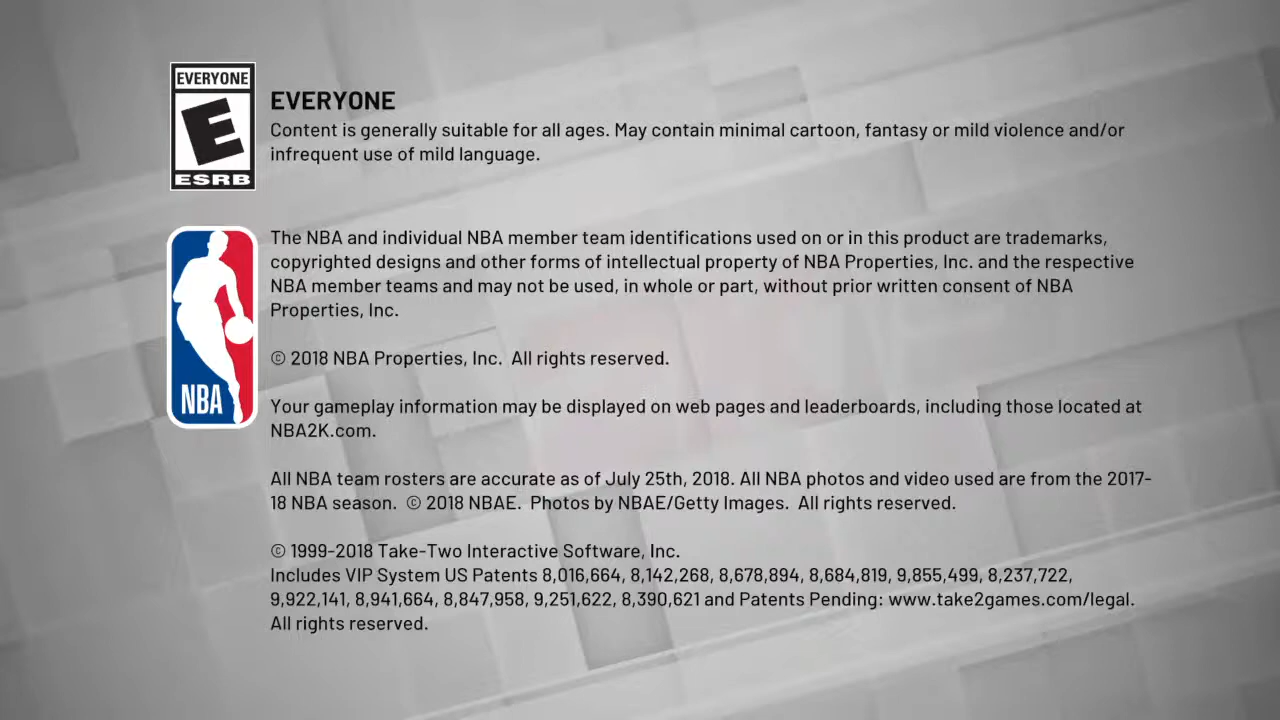 EVERYONE
E
ESRB
EVERYONE
Content is generally suitable for all ages. May contain minimal cartoon, fantasy or mild violence and/or
infrequent use of mild language.
NBA
The NBA and individual NBA member team identifications used on or in this product are trademarks,
copyrighted designs and other forms of intellectual property of NBA Properties, Inc. and the respective
NBA member teams and may not be used, in whole or part, without prior written consent of NBA
Properties, Inc.
© 2018 NBA Properties, Inc.  All rights reserved.
Your gameplay information may be displayed on web pages and leaderboards, including those located at
NBA2K.com.
All NBA team rosters are accurate as of July 25th, 2018. All NBA photos and video used are from the 2017-
18 NBA season.  © 2018 NBAE.  Photos by NBAE/Getty Images.  All rights reserved.
© 1999-2018 Take-Two Interactive Software, Inc.
Includes VIP System US Patents 8,016,664, 8,142,268, 8,678,894, 8,684,819, 9,855,499, 8,237,722,
9,922,141, 8,941,664, 8,847,958, 9,251,622, 8,390,621 and Patents Pending: www.take2games.com/legal.
All rights reserved.